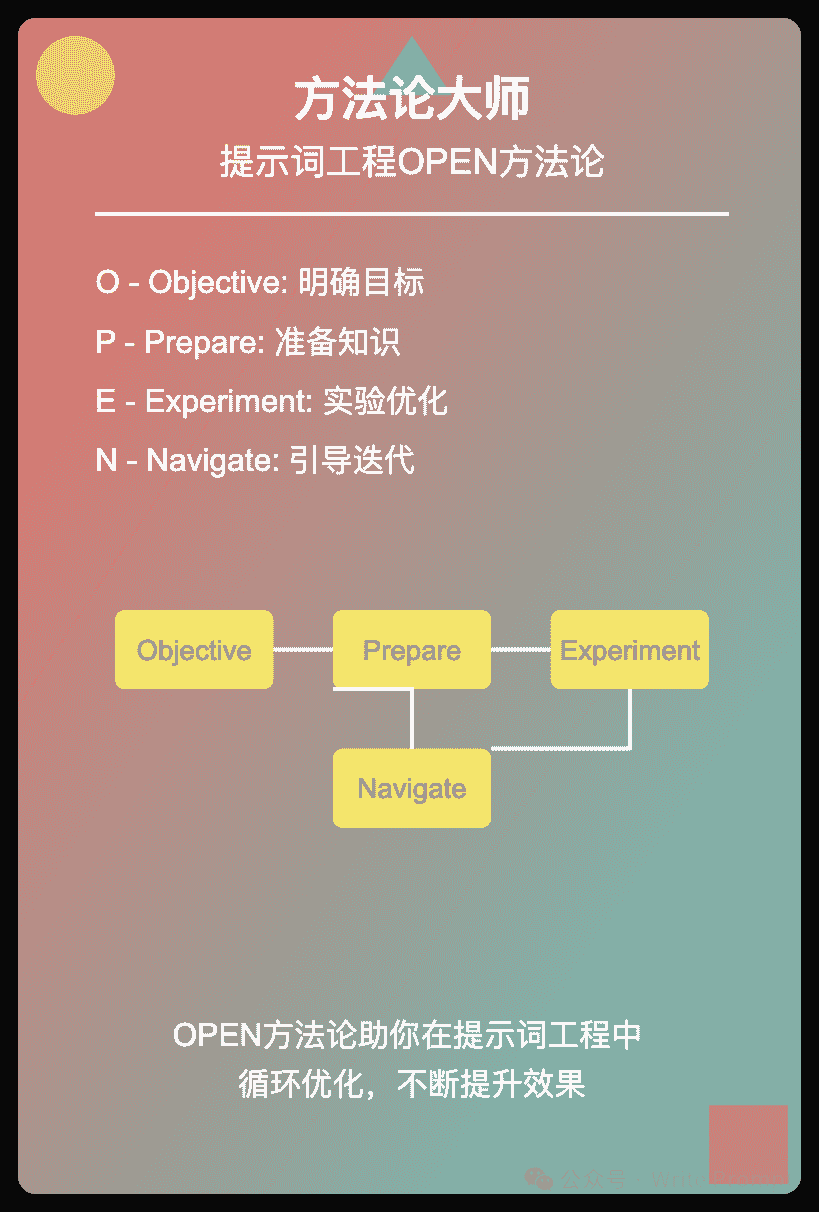 方法论大师
提示词工程OPEN方法论
O - Objective: 明确目标
P - Prepare: 准备知识
E - Experiment: 实验优化
N - Navigate: 引导迭代
Objective
Prepare
Experiment
Navigate
OPEN方法论助你在提示词工程中
循环优化，不断提升效果
公众号